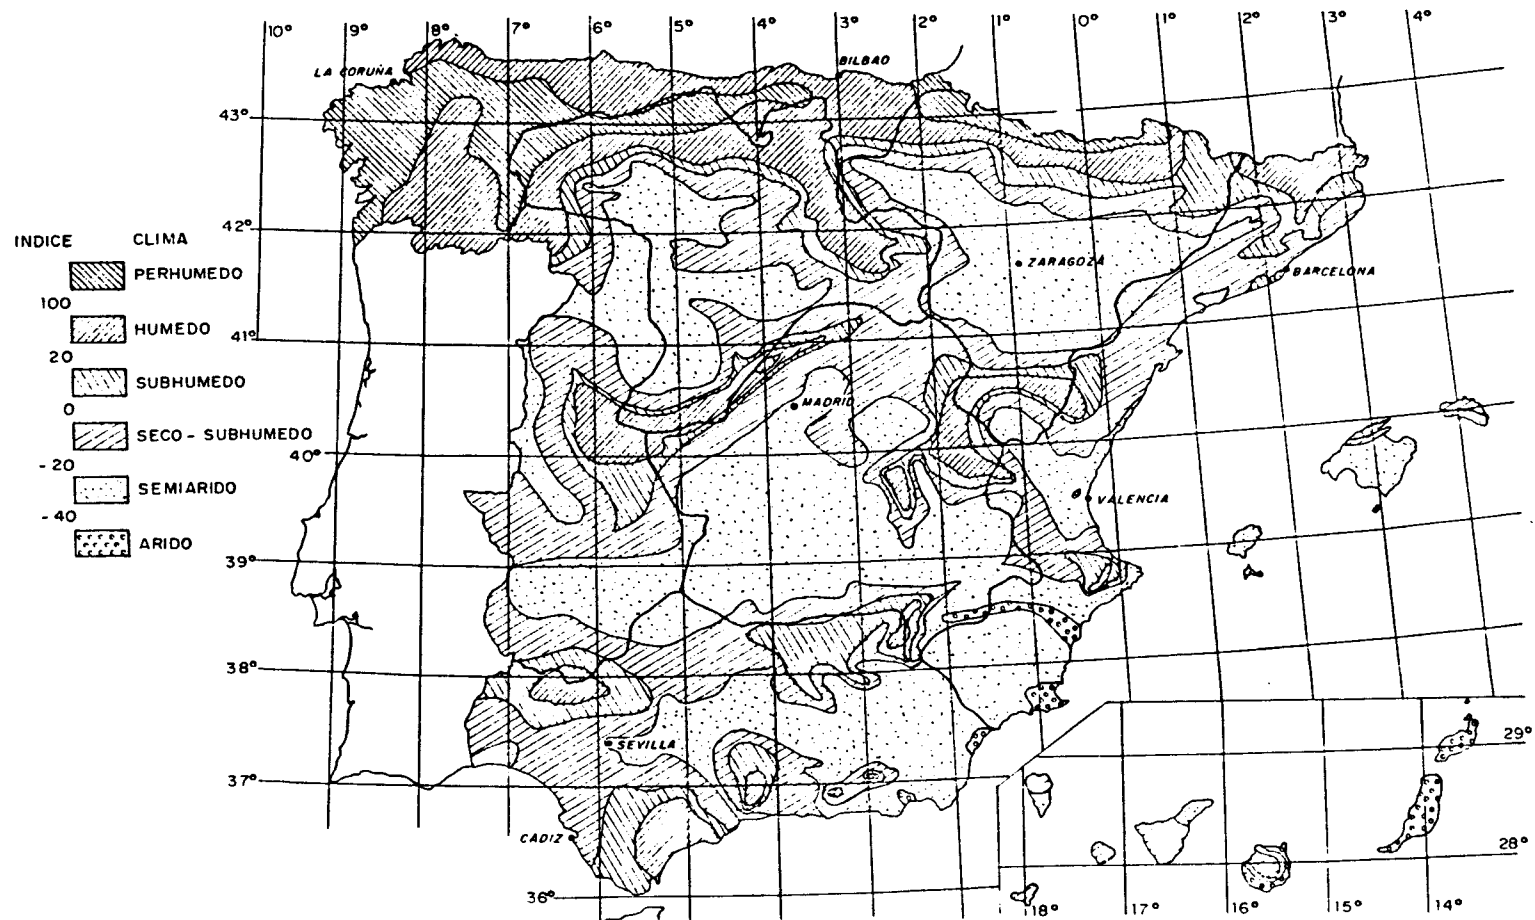 10° 9° 8° 7° 6° 5° 4° 3° 2° 1° 0° 1° 2° 3° 4°
LA CORUÑA
BILBAO
43°
42°
INDICE CLIMA
PERHUMEDO
100
HUMEDO
20
SUBHUMEDO
0
SECO - SUBHUMEDO
- 20
SEMIARIDO
- 40
ARIDO
ZARAGOZA
BARCELONA
41°
MADRID
40°
VALENCIA
39°
38°
SEVILLA
37°
CADIZ
36°
29°
28°
18° 17° 16° 15° 14°